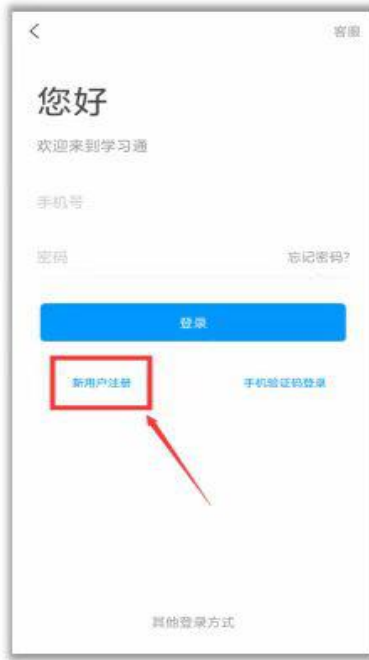 客服
您好
欢迎来到学习通
手机号
密码 忘记密码?
登录
新用户注册 手机验证码登录
其他登录方式